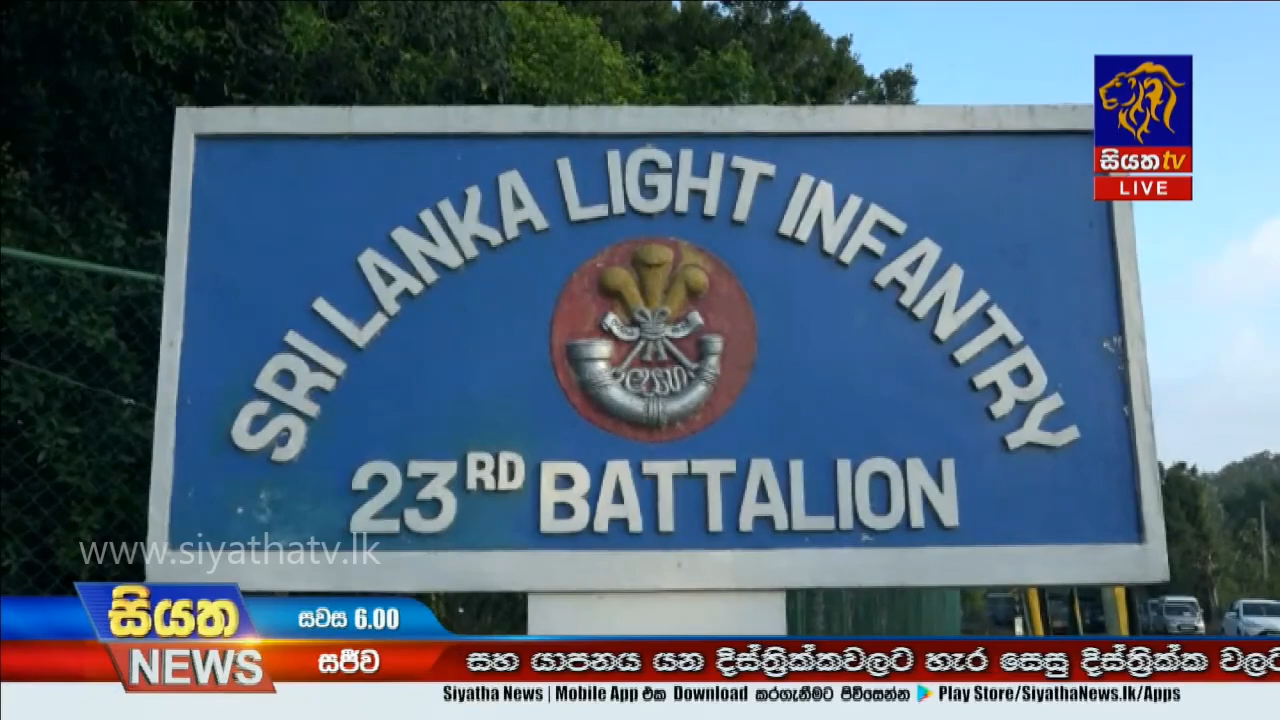 සියත tv
LIVE
SRI LANKA LIGHT INFANTRY
23RD BATTALION
www.siyathatv.lk
සියත
NEWS
සවස 6.00
සජීව
සහ යාපනය යන දිස්ත්‍රික්කවලට හැර සෙසු දිස්ත්‍රික්ක වලට
Siyatha News | Mobile App එක Download කරගැනීමට පිවිසෙන්න Play Store/SiyathaNews.lk/Apps